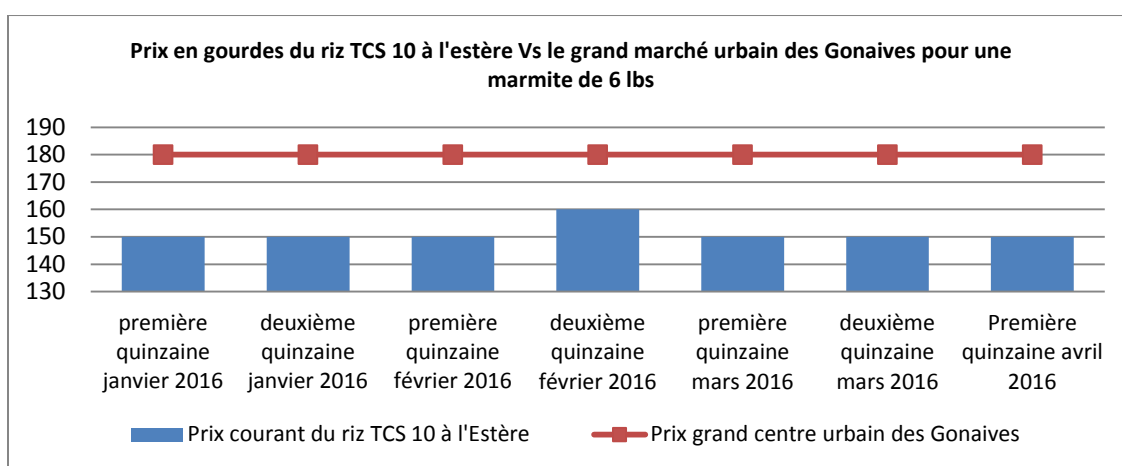 Prix en gourdes du riz TCS 10 à l'estère Vs le grand marché urbain des Gonaives pour une
marmite de 6 lbs
190
180
170
160
150
140
130
première quinzaine janvier 2016
deuxième quinzaine janvier 2016
première quinzaine février 2016
deuxième quinzaine février 2016
première quinzaine mars 2016
deuxième quinzaine mars 2016
Première quinzaine avril 2016
Prix courant du riz TCS 10 à l'Estère
Prix grand centre urbain des Gonaives